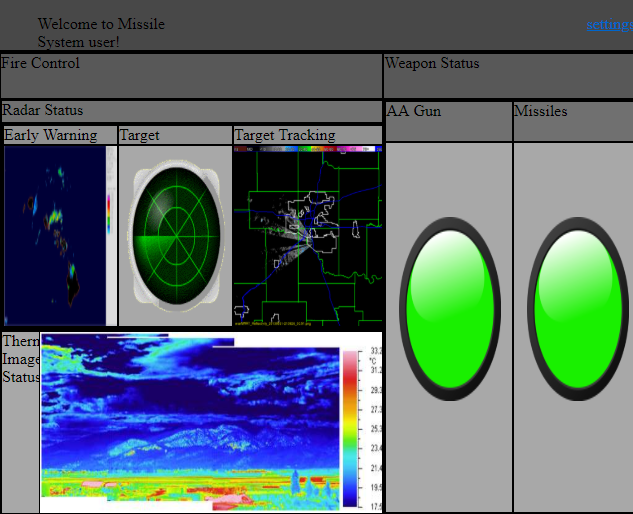 Welcome to Missile
System user!
settings
Fire Control
Weapon Status
Radar Status
AA Gun
Missiles
Early Warning
Target
Target Tracking
Therm
Image
Status
33.2
°C
31.2
29.3
27.3
25.4
23.4
21.4
19.5
17.5